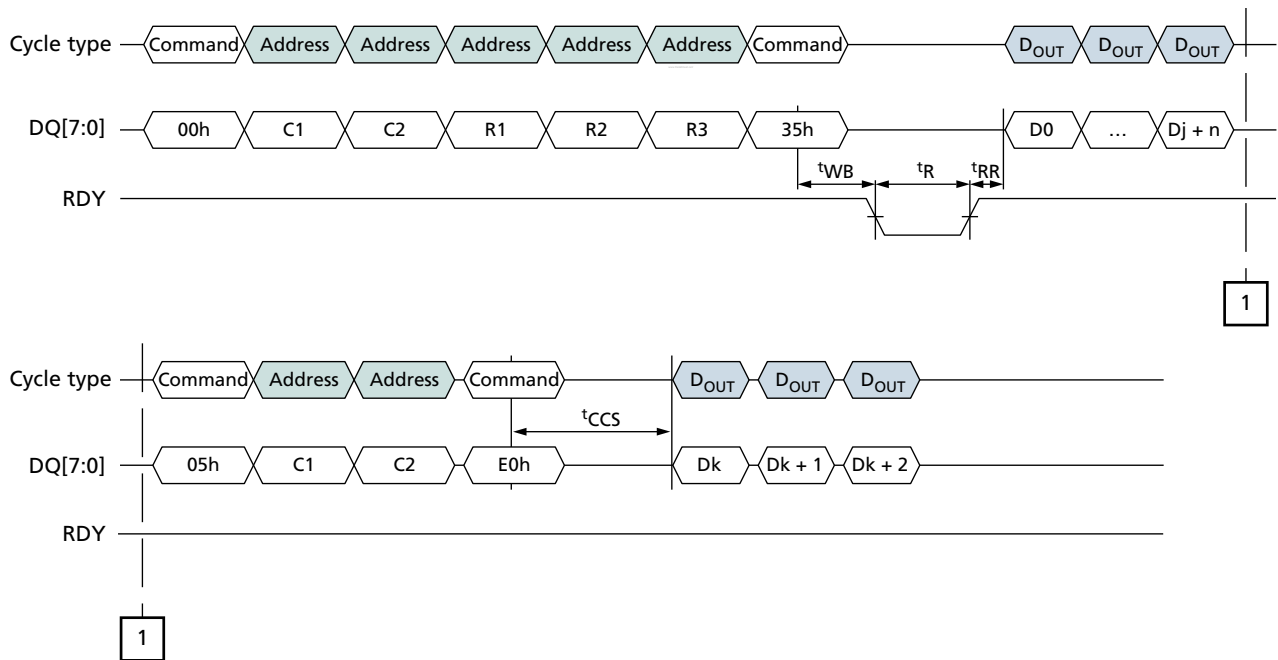 Cycle type Command Address Address Address Address Address Command DOUT DOUT DOUT
DQ[7:0] 00h C1 C2 R1 R2 R3 35h D0 … Dj + n
tWB tR tRR
RDY
1
Cycle type Command Address Address Command DOUT DOUT DOUT
tCCS
DQ[7:0] 05h C1 C2 E0h Dk Dk + 1 Dk + 2
RDY
1